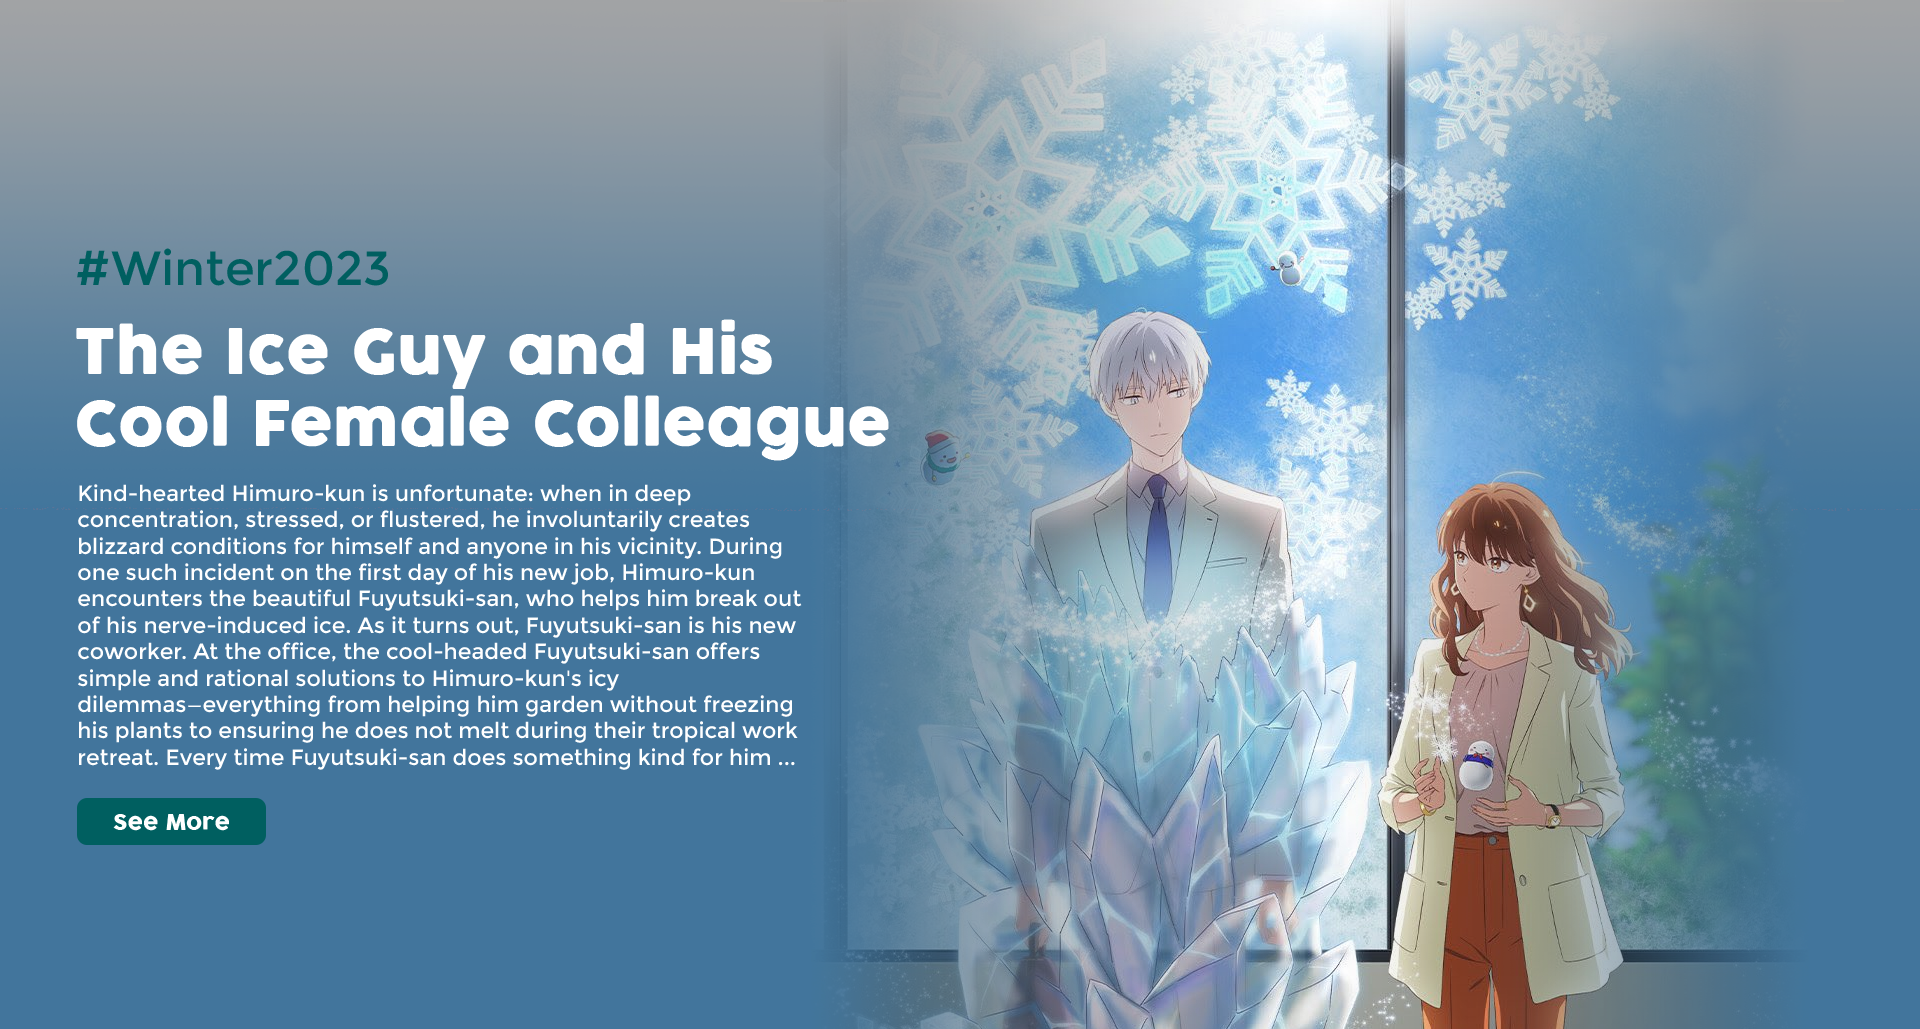 #Winter2023
The Ice Guy and His
Cool Female Colleague
Kind-hearted Himuro-kun is unfortunate: when in deep
concentration, stressed, or flustered, he involuntarily creates
blizzard conditions for himself and anyone in his vicinity. During
one such incident on the first day of his new job, Himuro-kun
encounters the beautiful Fuyutsuki-san, who helps him break out
of his nerve-induced ice. As it turns out, Fuyutsuki-san is his new
coworker. At the office, the cool-headed Fuyutsuki-san offers
simple and rational solutions to Himuro-kun's icy
dilemmas—everything from helping him garden without freezing
his plants to ensuring he does not melt during their tropical work
retreat. Every time Fuyutsuki-san does something kind for him ...
See More